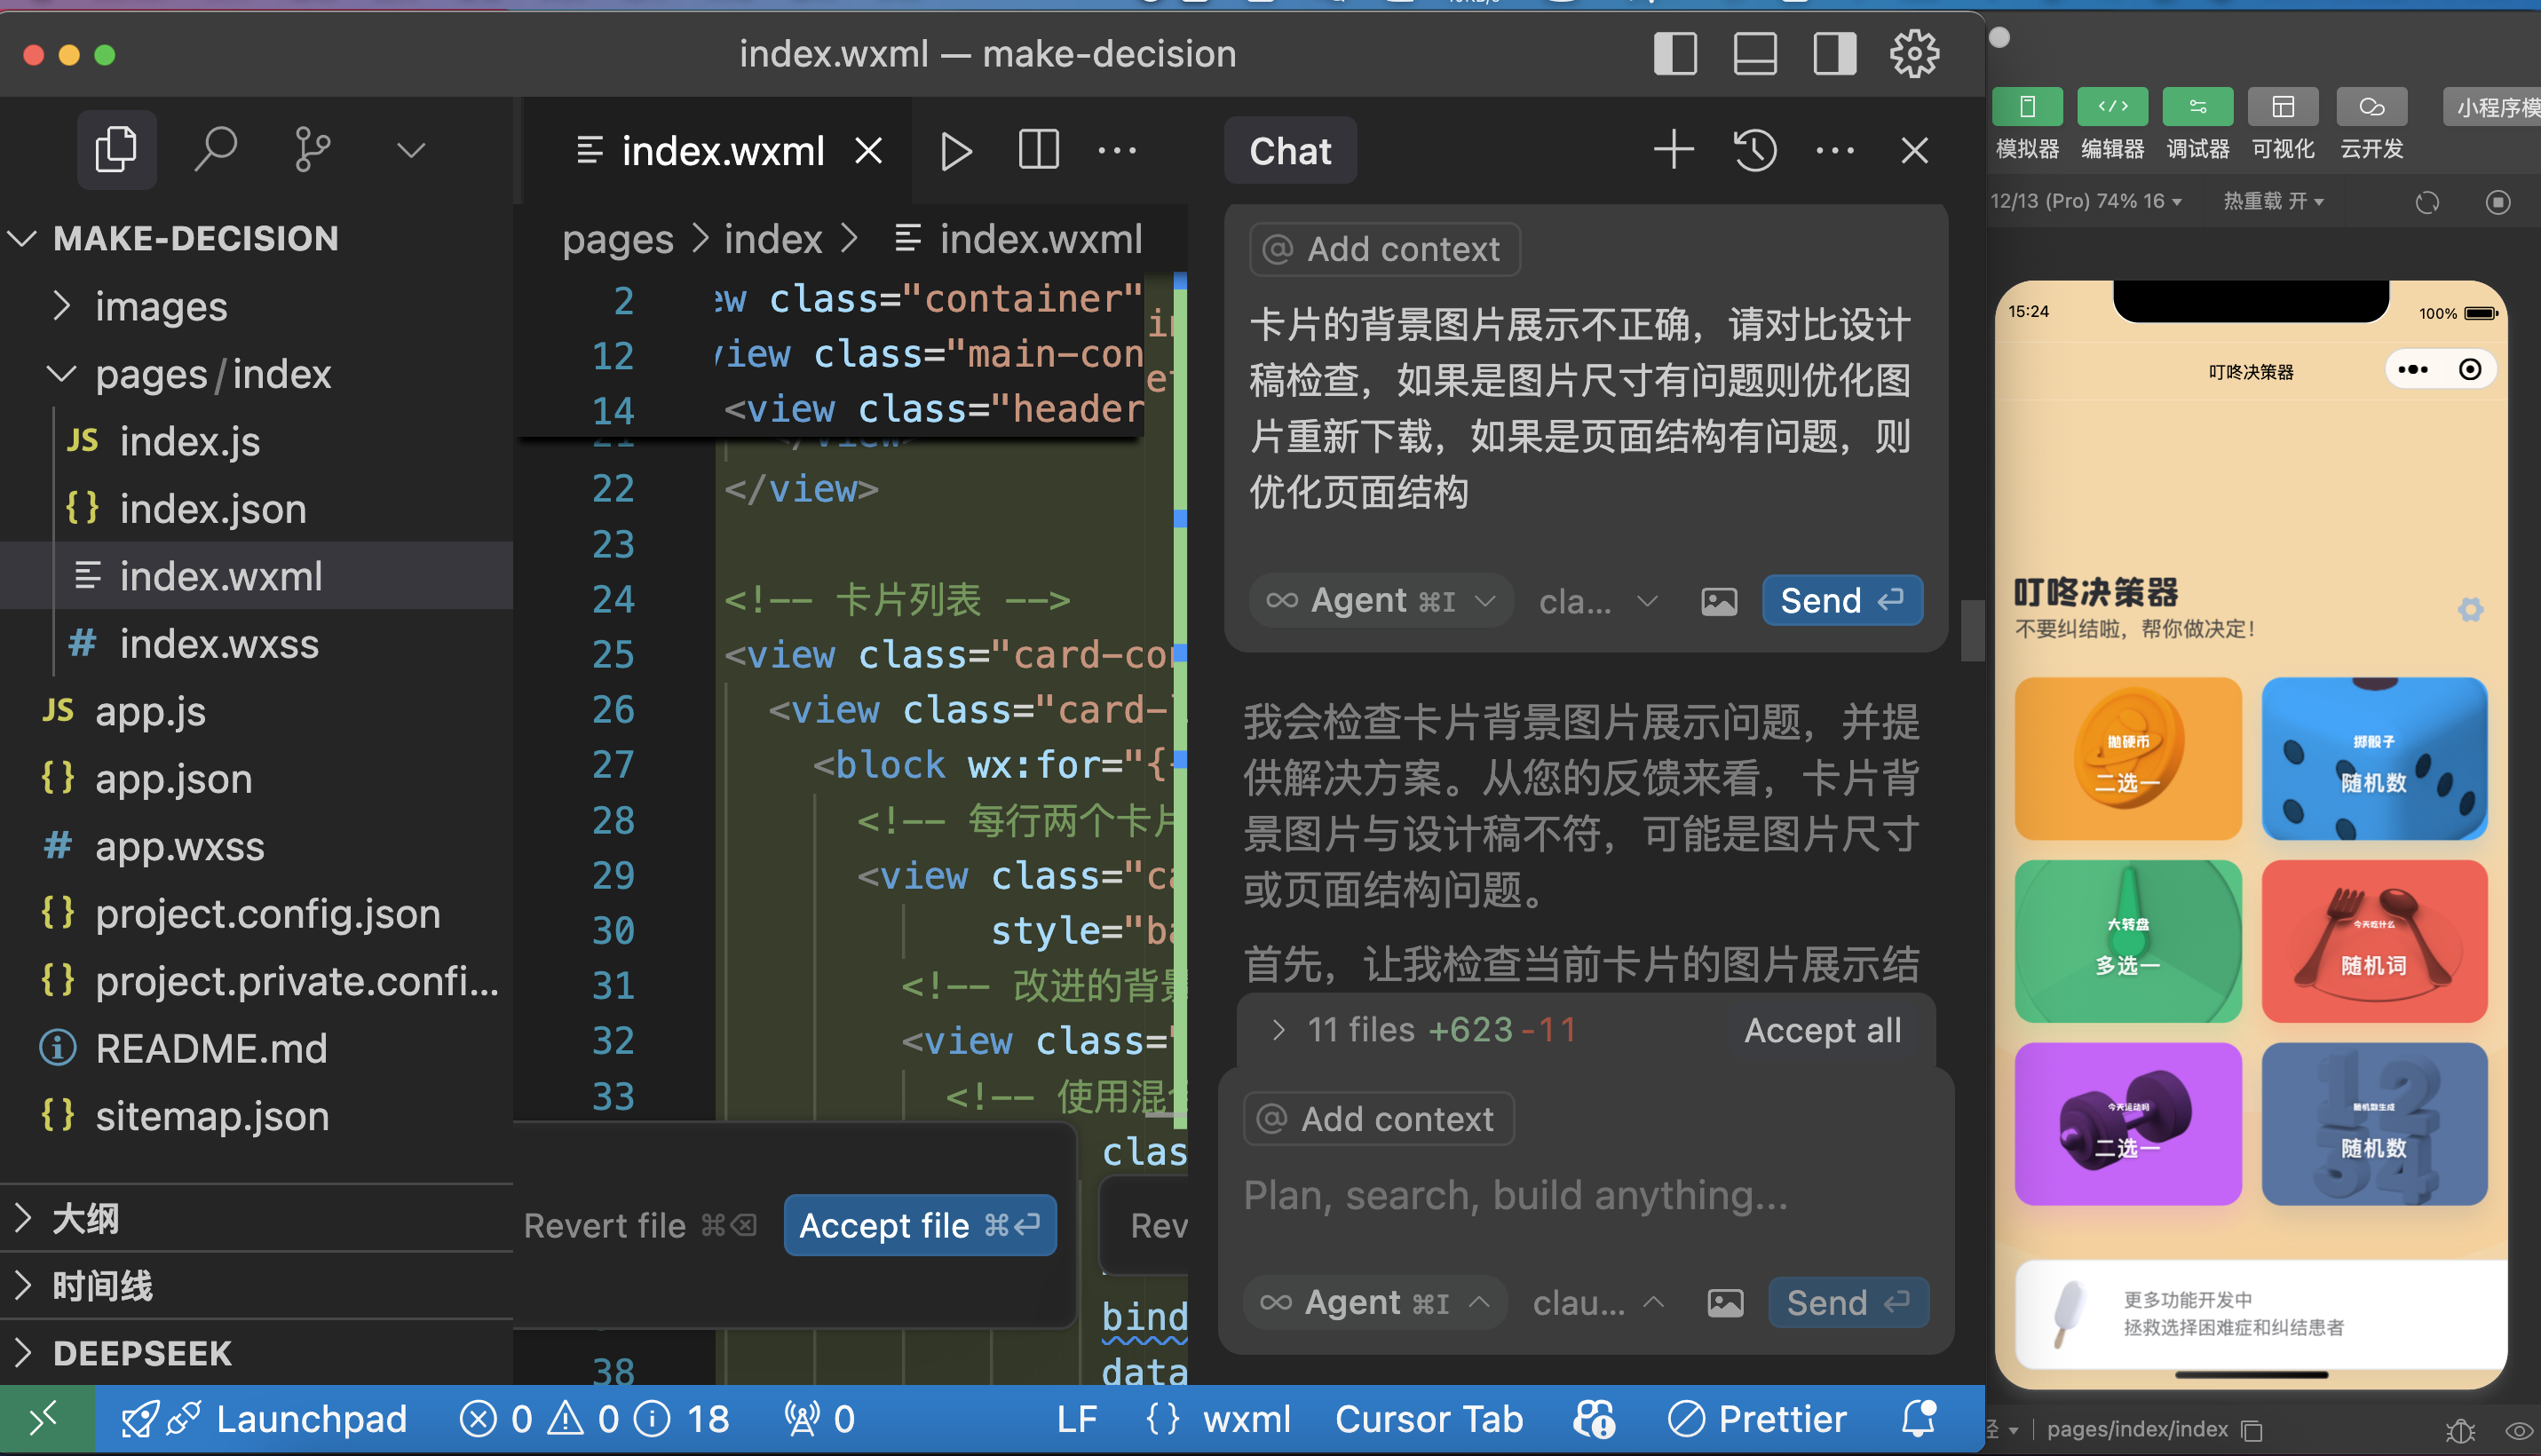 index.wxml — make-decision
MAKE-DECISION
images
pages/index
JS index.js
{} index.json
index.wxml
# index.wxss
JS app.js
{} app.json
# app.wxss
{} project.config.json
{} project.private.confi...
README.md
{} sitemap.json
大纲
时间线
DEEPSEEK
index.wxml
pages > index > index.wxml
2 ew class="container"
12 view class="main-con
14 <view class="header
21 </view>
22 </view>
23
24 <!-- 卡片列表 -->
25 <view class="card-con
26 <view class="card-
27 <block wx:for="{
28 <!-- 每行两个卡片
29 <view class="ca
30 style="ba
31 <!-- 改进的背景
32 <view class="
33 <!-- 使用混合
clas
bind
38 data
Revert file ⌘⌫
Accept file ⌘⏎
Rev
Chat
@ Add context
卡片的背景图片展示不正确，请对比设计
稿检查，如果是图片尺寸有问题则优化图
片重新下载，如果是页面结构有问题，则
优化页面结构
∞ Agent ⌘I
cla...
Send ⏎
我会检查卡片背景图片展示问题，并提
供解决方案。从您的反馈来看，卡片背
景图片与设计稿不符，可能是图片尺寸
或页面结构问题。
首先，让我检查当前卡片的图片展示结
> 11 files +623 -11
Accept all
@ Add context
Plan, search, build anything...
∞ Agent ⌘I
clau...
Send ⏎
Launchpad
0
0
18
0
LF
{} wxml
Cursor Tab
Prettier
模拟器
编辑器
调试器
可视化
云开发
小程序模
12/13 (Pro) 74% 16
热重载 开
15:24
100%
叮咚决策器
叮咚决策器
不要纠结啦，帮你做决定！
抛硬币
二选一
掷骰子
随机数
大转盘
多选一
今天吃什么
随机词
今天运动吗
二选一
随机数生成
随机数
更多功能开发中
拯救选择困难症和纠结患者
pages/index/index